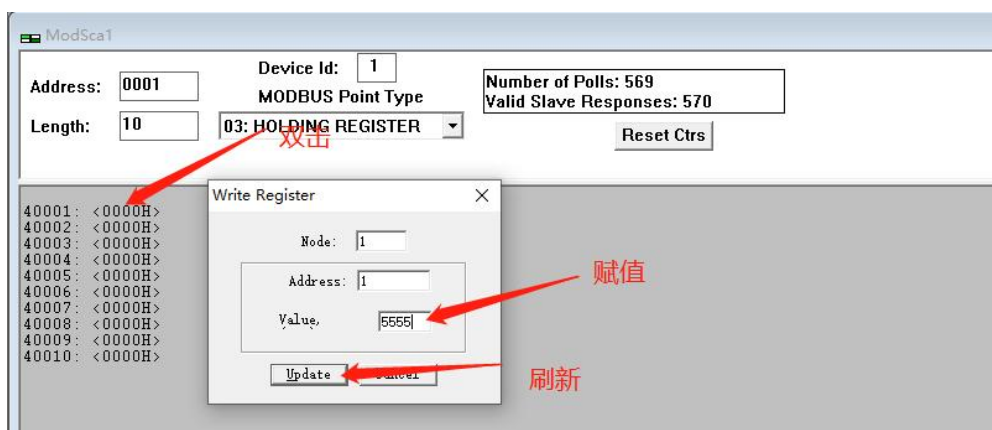 ModSca1
Address: 0001
Device Id: 1
MODBUS Point Type
Number of Polls: 569
Valid Slave Responses: 570
Length: 10
03: HOLDING REGISTER
Reset Ctrs
双击
Write Register
40001: <0000H>
40002: <0000H>
40003: <0000H>
40004: <0000H>
40005: <0000H>
40006: <0000H>
40007: <0000H>
40008: <0000H>
40009: <0000H>
40010: <0000H>
Node: 1
Address: 1
Value, 5555
赋值
Update
Cancel
刷新